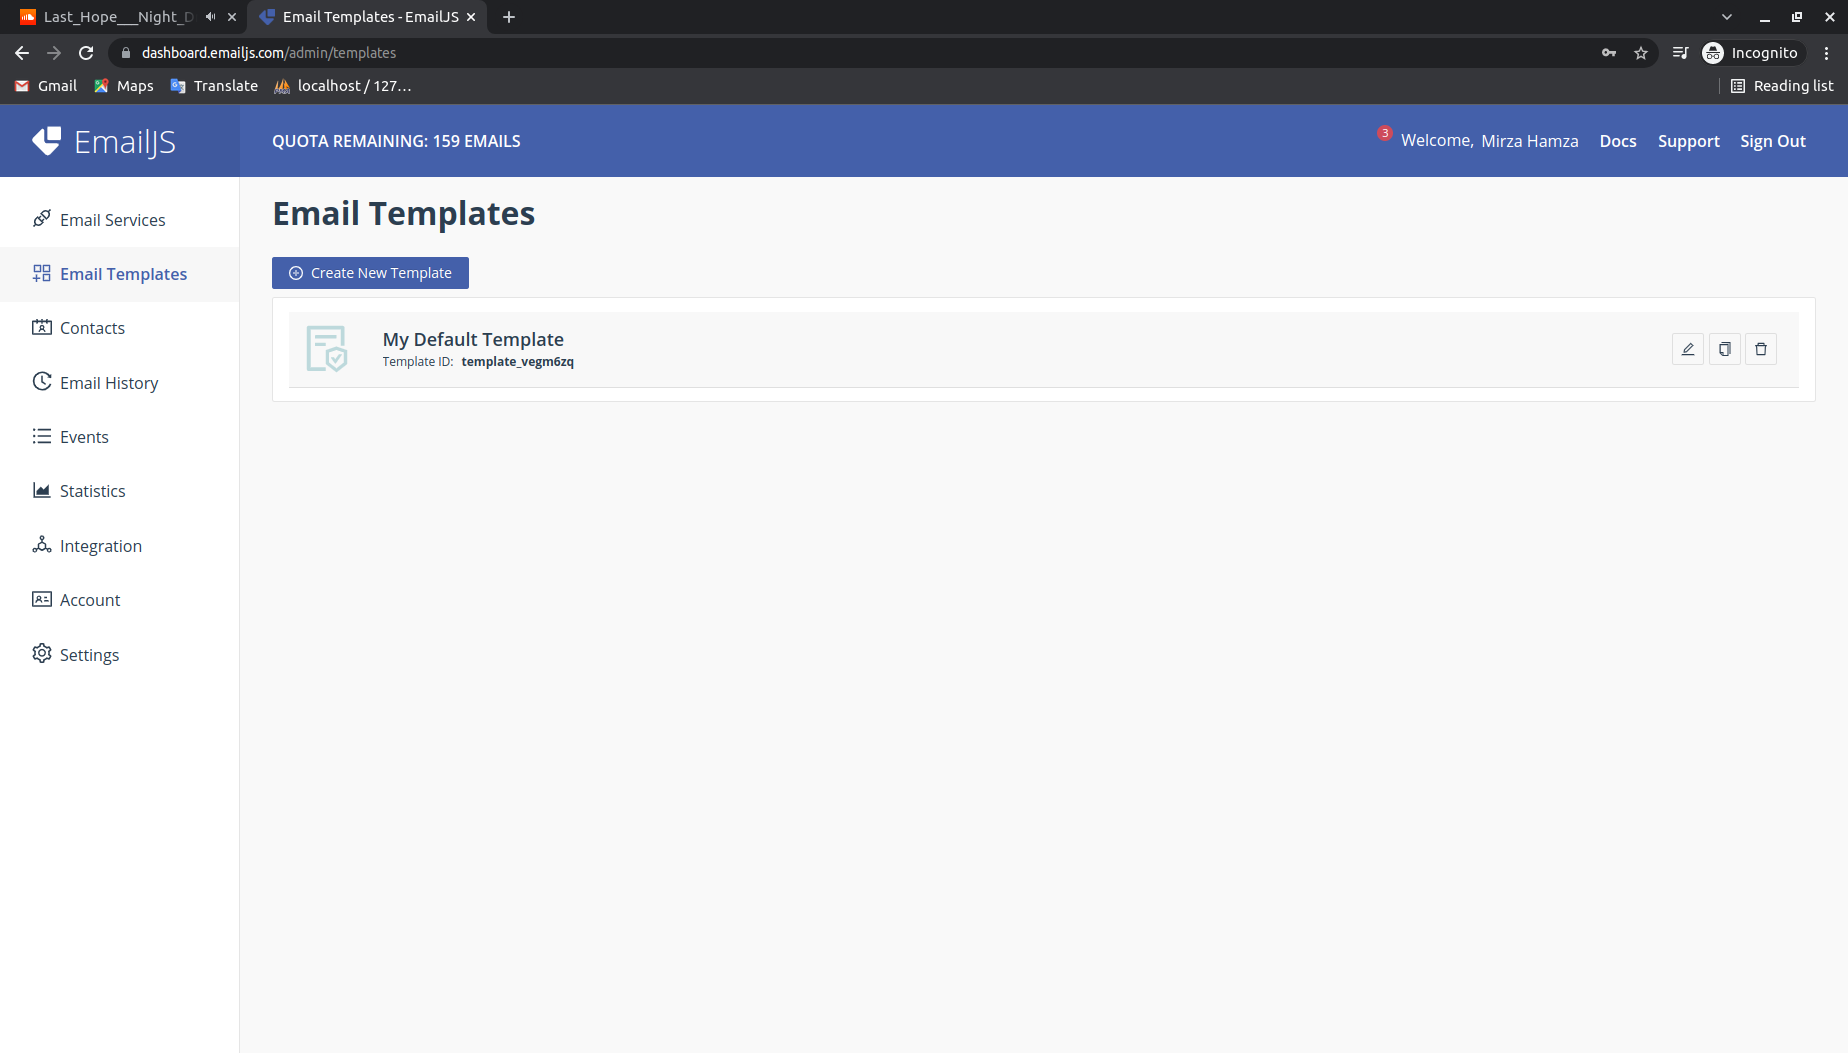 Last_Hope___Night_D
Email Templates - EmailJS
dashboard.emailjs.com/admin/templates
Incognito
Gmail
Maps
Translate
localhost / 127...
Reading list
EmailJS
QUOTA REMAINING: 159 EMAILS
3
Welcome, Mirza Hamza
Docs
Support
Sign Out
Email Services
Email Templates
Contacts
Email History
Events
Statistics
Integration
Account
Settings
Email Templates
Create New Template
My Default Template
Template ID: template_vegm6zq